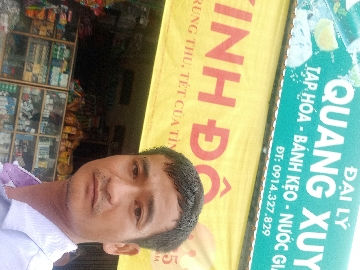 ĐẠI LÝ
QUANG XUY
TẠP HÓA - BÁNH KẸO - NƯỚC GI
ĐT: 0914.327.829
KINH ĐÔ
TRUNG THU, TẾT CỦA TÌN